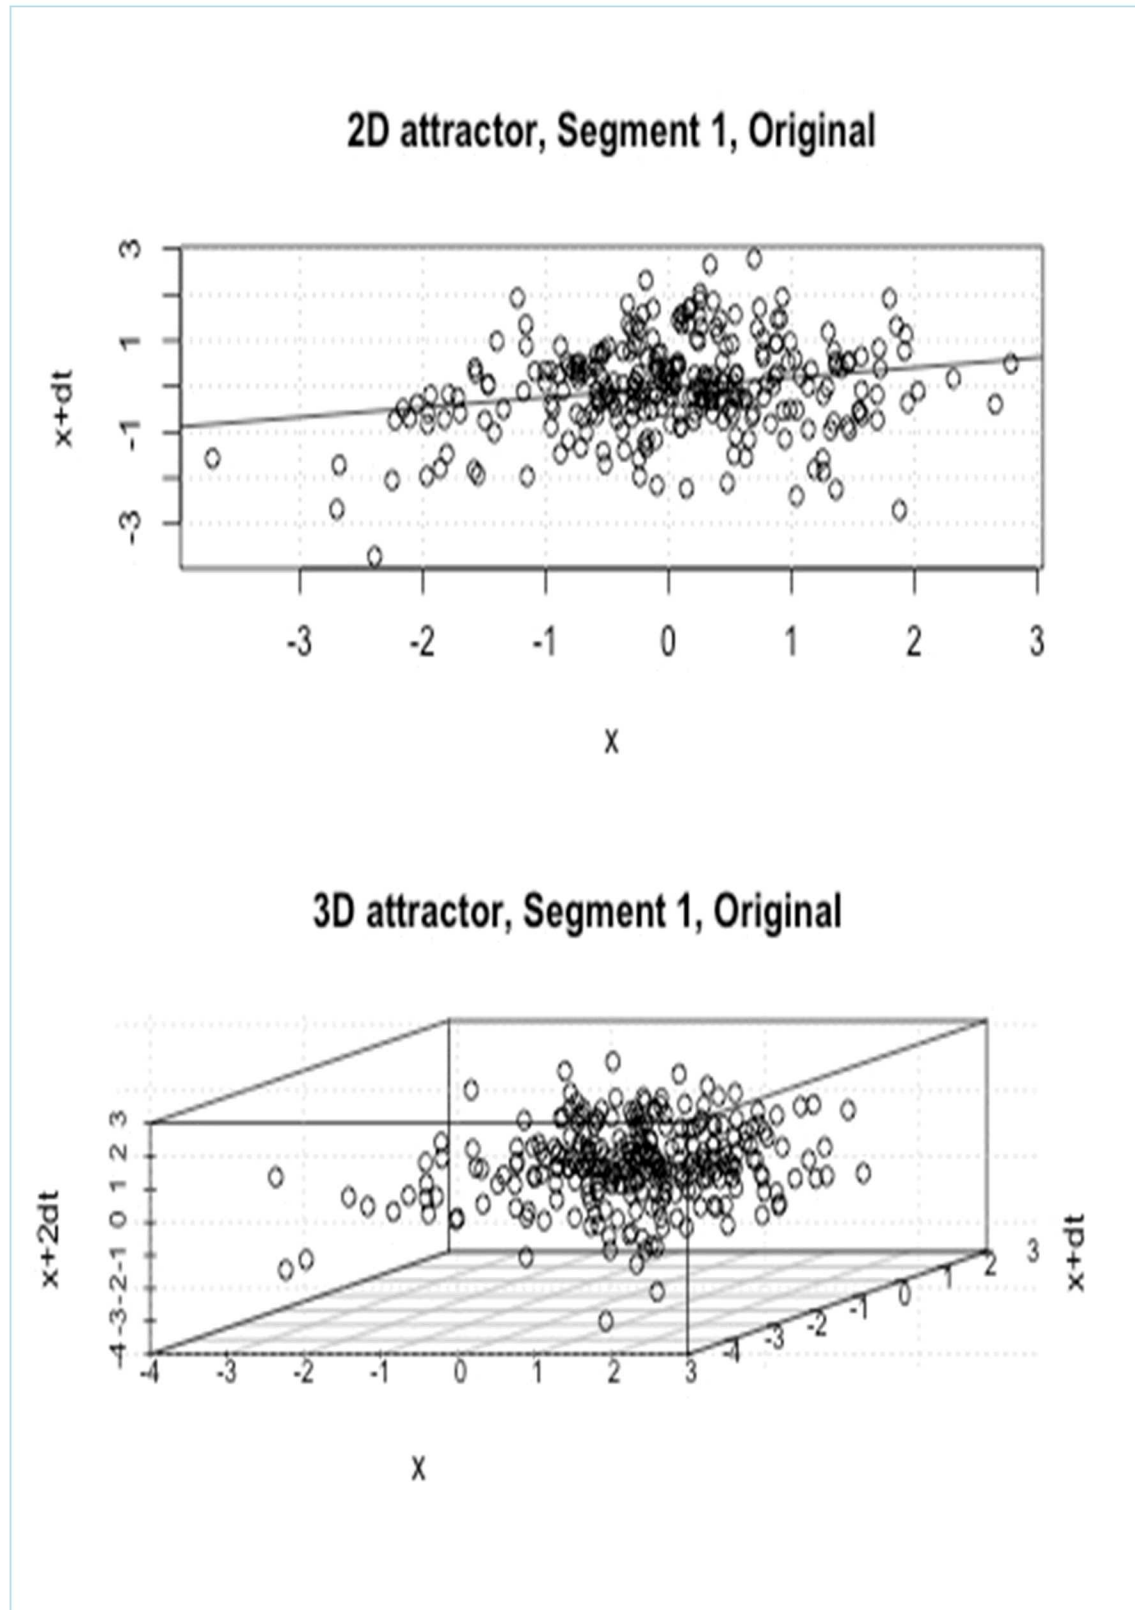 2D attractor, Segment 1, Original
3
1
-1
-3
x+dt
-3 -2 -1 0 1 2 3
x
3D attractor, Segment 1, Original
3
2
1
0
-1
-2
-3
-4
x+2dt
-4 -3 -2 -1 0 1 2 3
-4 -3 -2 -1 0 1 2 3
x+dt
x